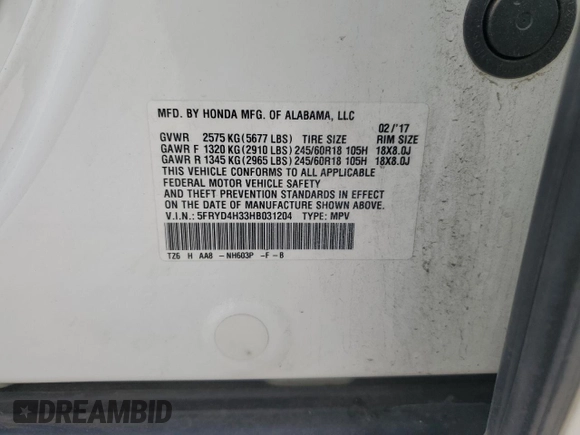 MFD. BY HONDA MFG. OF ALABAMA, LLC
02/'17
GVWR 2575 KG (5677 LBS) TIRE SIZE RIM SIZE
GAWR F 1320 KG (2910 LBS) 245/60R18 105H 18X8.0J
GAWR R 1345 KG (2965 LBS) 245/60R18 105H 18X8.0J
THIS VEHICLE CONFORMS TO ALL APPLICABLE
FEDERAL MOTOR VEHICLE SAFETY
AND THEFT PREVENTION STANDARDS IN EFFECT
ON THE DATE OF MANUFACTURE SHOWN ABOVE.
V.I.N.: 5FRYD4H33HB031204 TYPE: MPV
TZ6 H AA8 - NH603P -F - B
DREAMBID